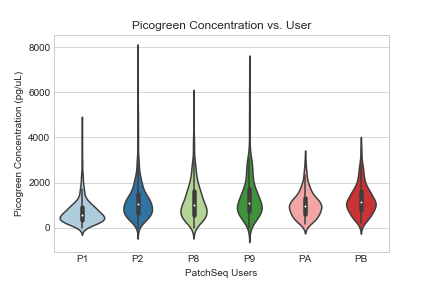 Picogreen Concentration vs. User
Picogreen Concentration (pg/uL)
8000
6000
4000
2000
0
P1 P2 P8 P9 PA PB
PatchSeq Users